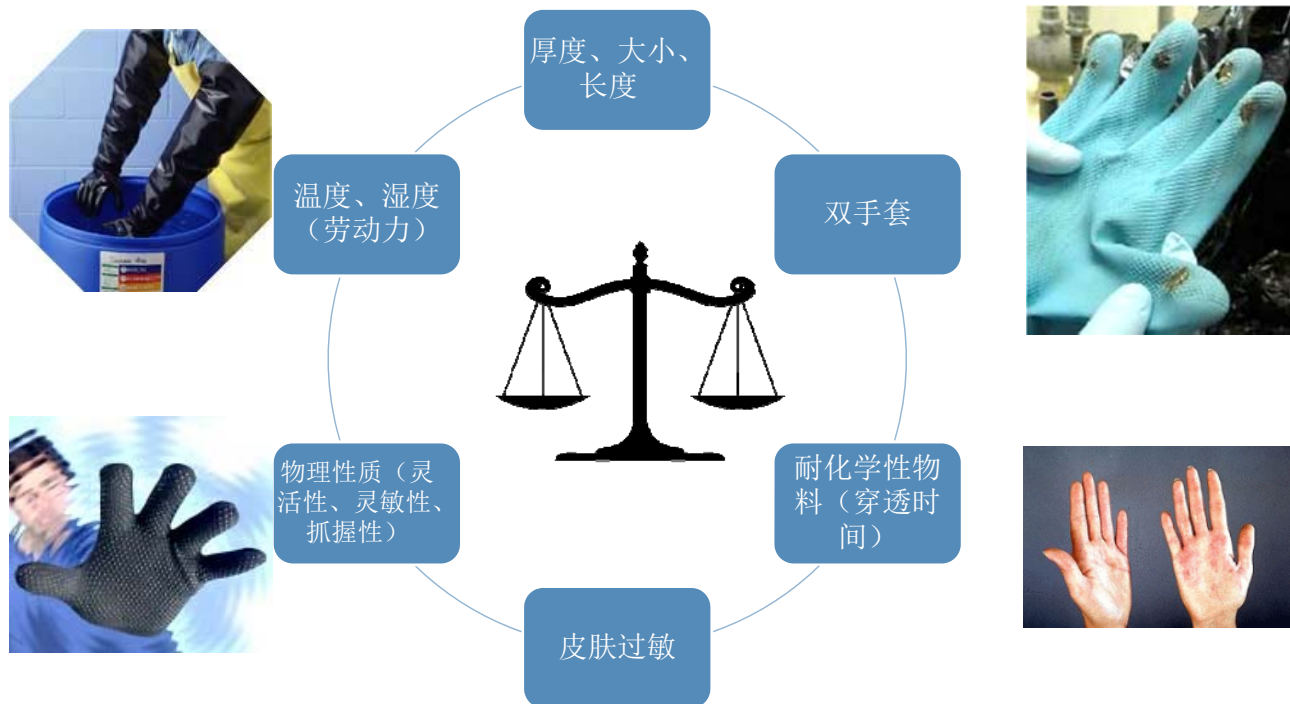 厚度、大小、
长度
温度、湿度
（劳动力）
双手套
物理性质（灵
活性、灵敏性、
抓握性）
耐化学性物
料（穿透时
间）
皮肤过敏